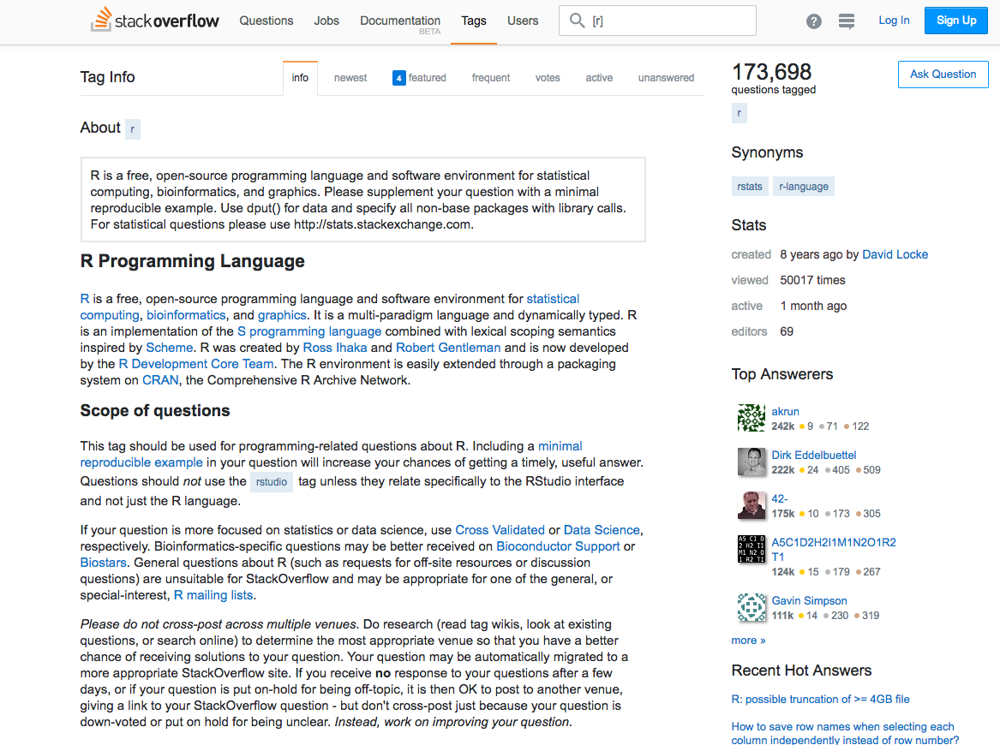 stackoverflow Questions Jobs Documentation BETA Tags Users [r] ? Log In Sign Up
Tag Info info newest 4 featured frequent votes active unanswered
About r
R is a free, open-source programming language and software environment for statistical
computing, bioinformatics, and graphics. Please supplement your question with a minimal
reproducible example. Use dput() for data and specify all non-base packages with library calls.
For statistical questions please use http://stats.stackexchange.com.
R Programming Language
R is a free, open-source programming language and software environment for statistical
computing, bioinformatics, and graphics. It is a multi-paradigm language and dynamically typed. R
is an implementation of the S programming language combined with lexical scoping semantics
inspired by Scheme. R was created by Ross Ihaka and Robert Gentleman and is now developed
by the R Development Core Team. The R environment is easily extended through a packaging
system on CRAN, the Comprehensive R Archive Network.
Scope of questions
This tag should be used for programming-related questions about R. Including a minimal
reproducible example in your question will increase your chances of getting a timely, useful answer.
Questions should not use the rstudio tag unless they relate specifically to the RStudio interface
and not just the R language.
If your question is more focused on statistics or data science, use Cross Validated or Data Science,
respectively. Bioinformatics-specific questions may be better received on Bioconductor Support or
Biostars. General questions about R (such as requests for off-site resources or discussion
questions) are unsuitable for StackOverflow and may be appropriate for one of the general, or
special-interest, R mailing lists.
Please do not cross-post across multiple venues. Do research (read tag wikis, look at existing
questions, or search online) to determine the most appropriate venue so that you have a better
chance of receiving solutions to your question. Your question may be automatically migrated to a
more appropriate StackOverflow site. If you receive no response to your questions after a few
days, or if your question is put on-hold for being off-topic, it is then OK to post to another venue,
giving a link to your StackOverflow question - but don't cross-post just because your question is
down-voted or put on hold for being unclear. Instead, work on improving your question.
173,698
questions tagged
Ask Question
r
Synonyms
rstats r-language
Stats
created 8 years ago by David Locke
viewed 50017 times
active 1 month ago
editors 69
Top Answerers
akrun
242k 9 71 122
Dirk Eddelbuettel
222k 24 405 509
42-
175k 10 173 305
A5 C1 D
2 H2 I1
M1 N2 O
1 R2 T1
A5C1D2H2I1M1N2O1R2
T1
124k 15 179 267
Gavin Simpson
111k 14 230 319
more »
Recent Hot Answers
R: possible truncation of >= 4GB file
How to save row names when selecting each
column independently instead of row number?